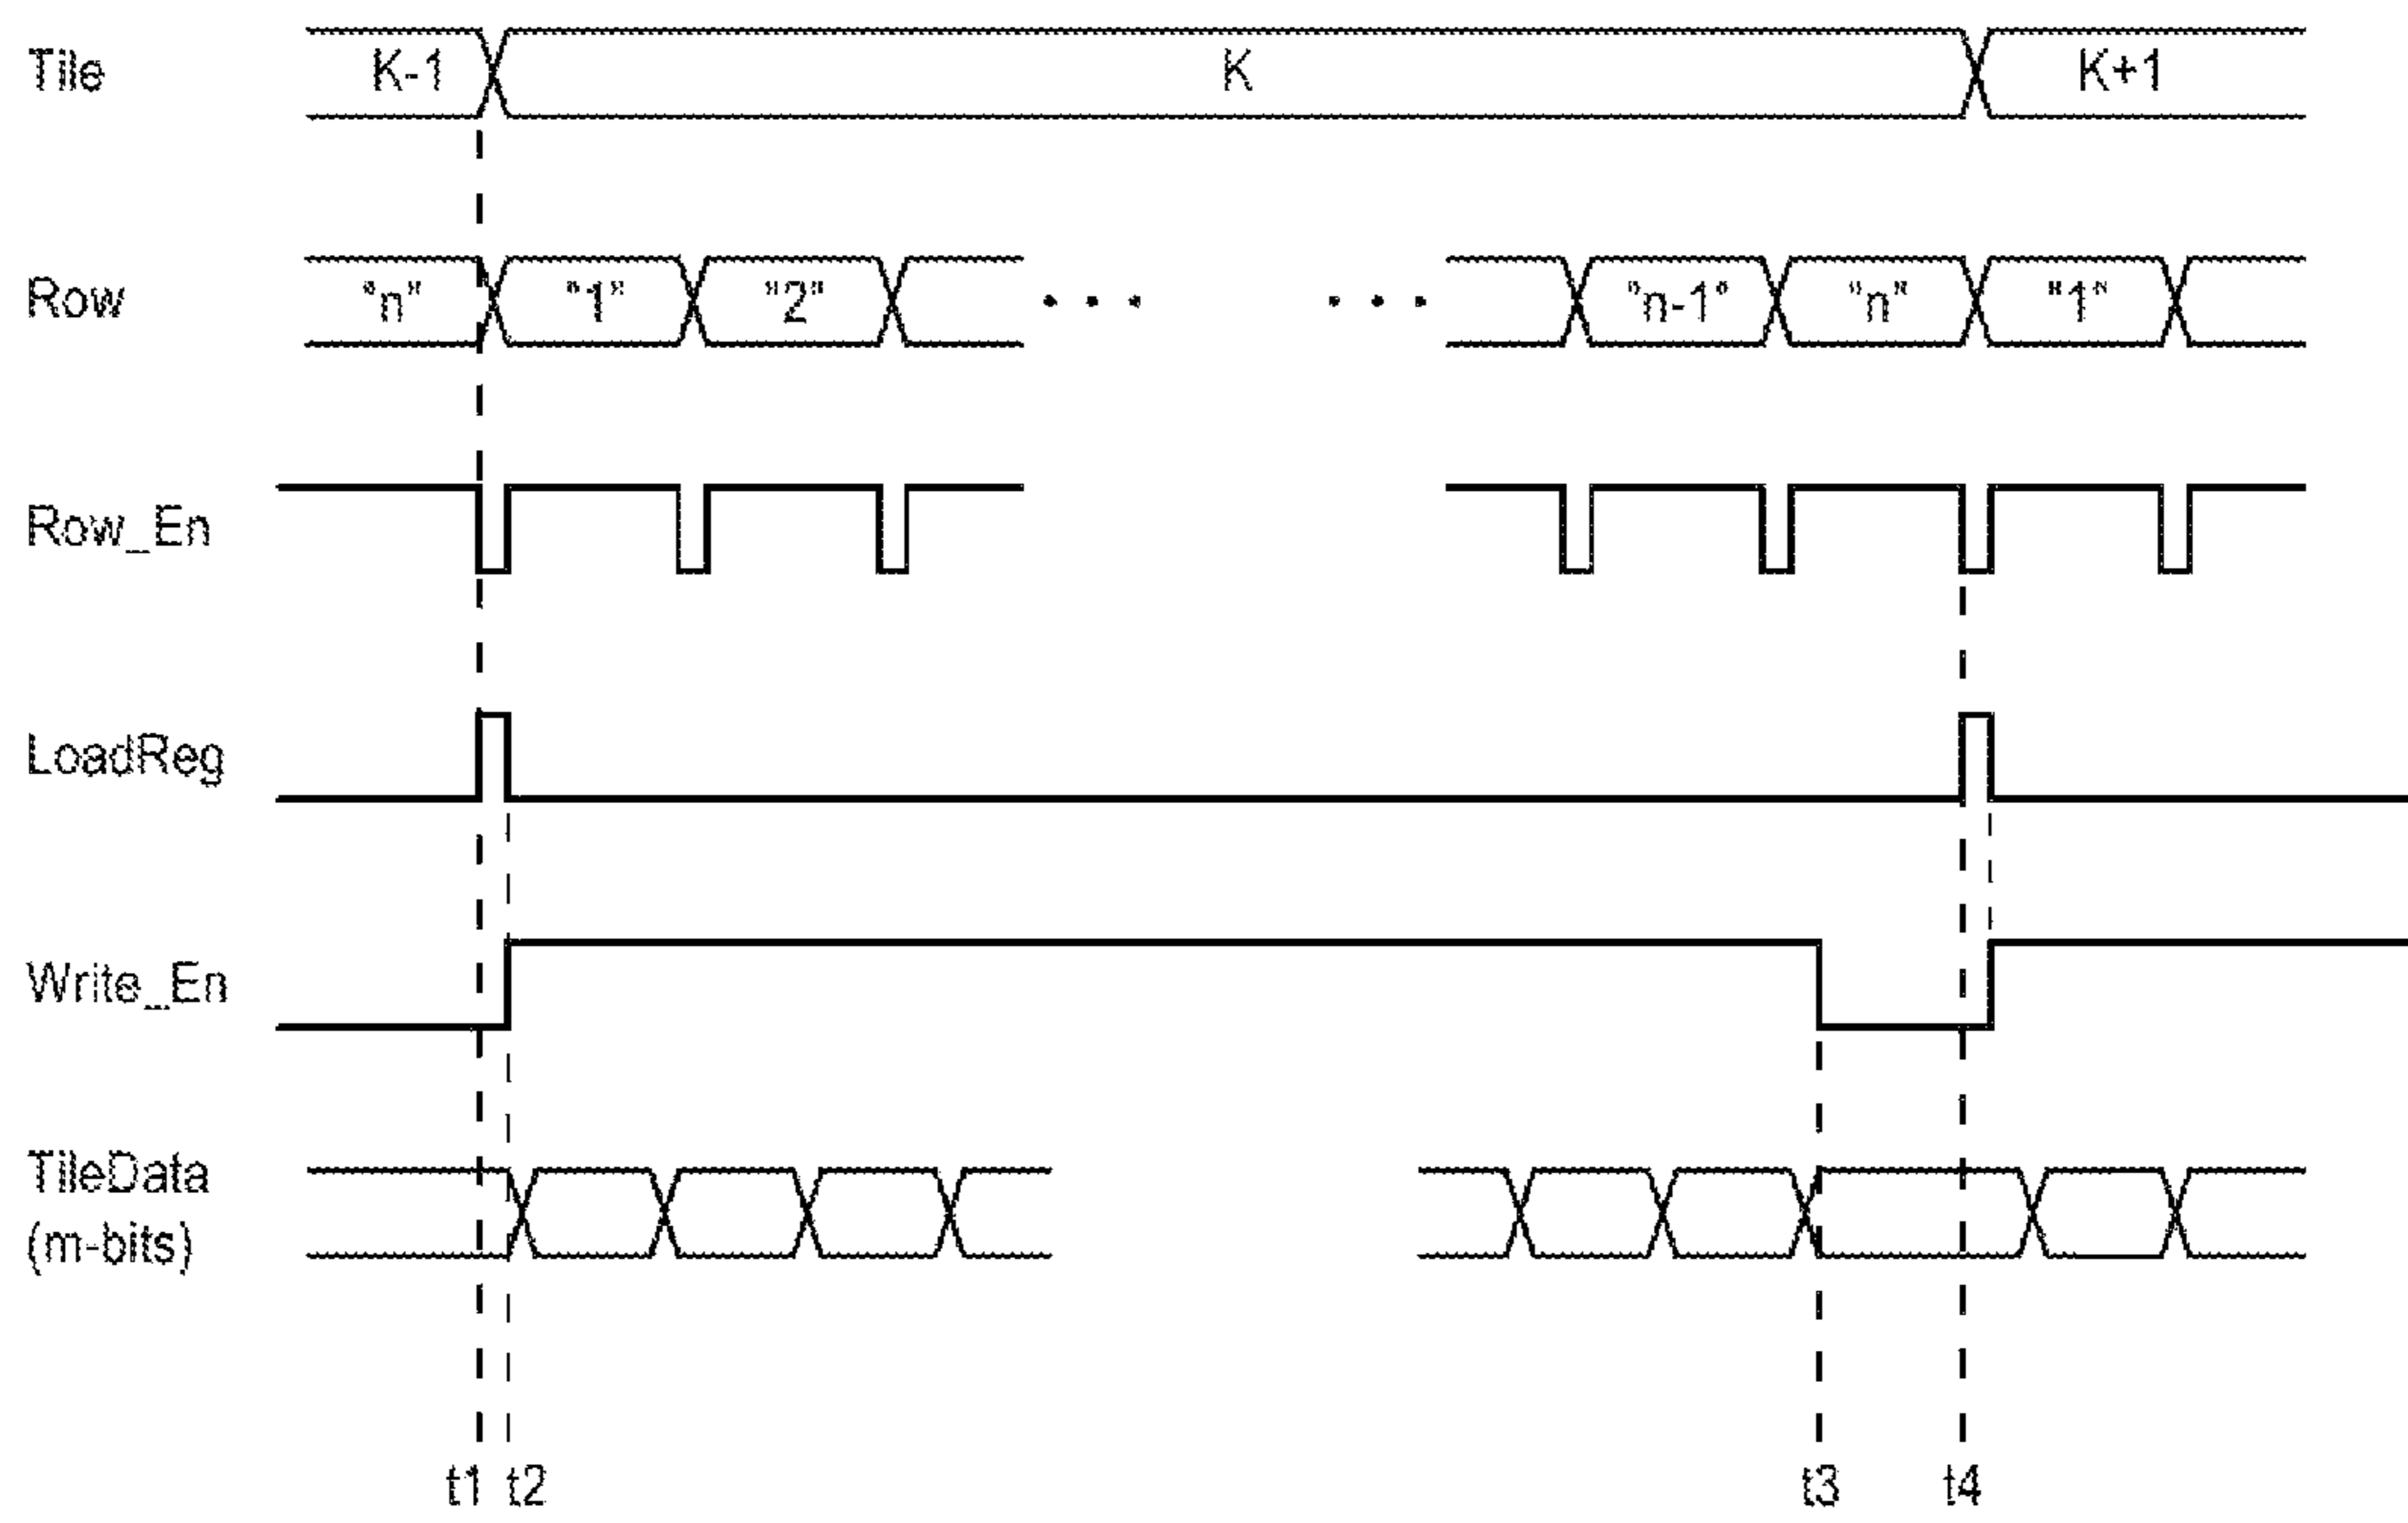 Tile K-1 K K+1
Row "n" "1" "2" • • • • • • "n-1" "n" "1"
Row_En
LoadReg
Write_En
TileData
(m-bits)
t1 t2 t3 t4